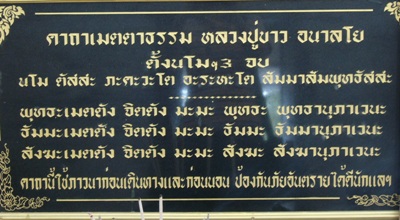 คาถาเมตตาธรรม หลวงปู่ขาว อนาลโย
ตั้งนโมฯ3 จบ
นโม ตัสสะ ภะคะวะโต อะระหะโต สัมมาสัมพุทธัสสะ
พุทธะเมตตัง จิตตัง มะมะ พุทธะ พุทธานุภาเวนะ
ธัมมะเมตตัง จิตตัง มะมะ ธัมมะ ธัมมานุภาเวนะ
สังฆะเมตตัง จิตตัง มะมะ สังฆะ สังฆานุภาเวนะ
คาถานี้ใช้ภาวนาก่อนเดินทางและก่อนนอน ป้องกันภัยอันตรายได้ดีนักแลฯ